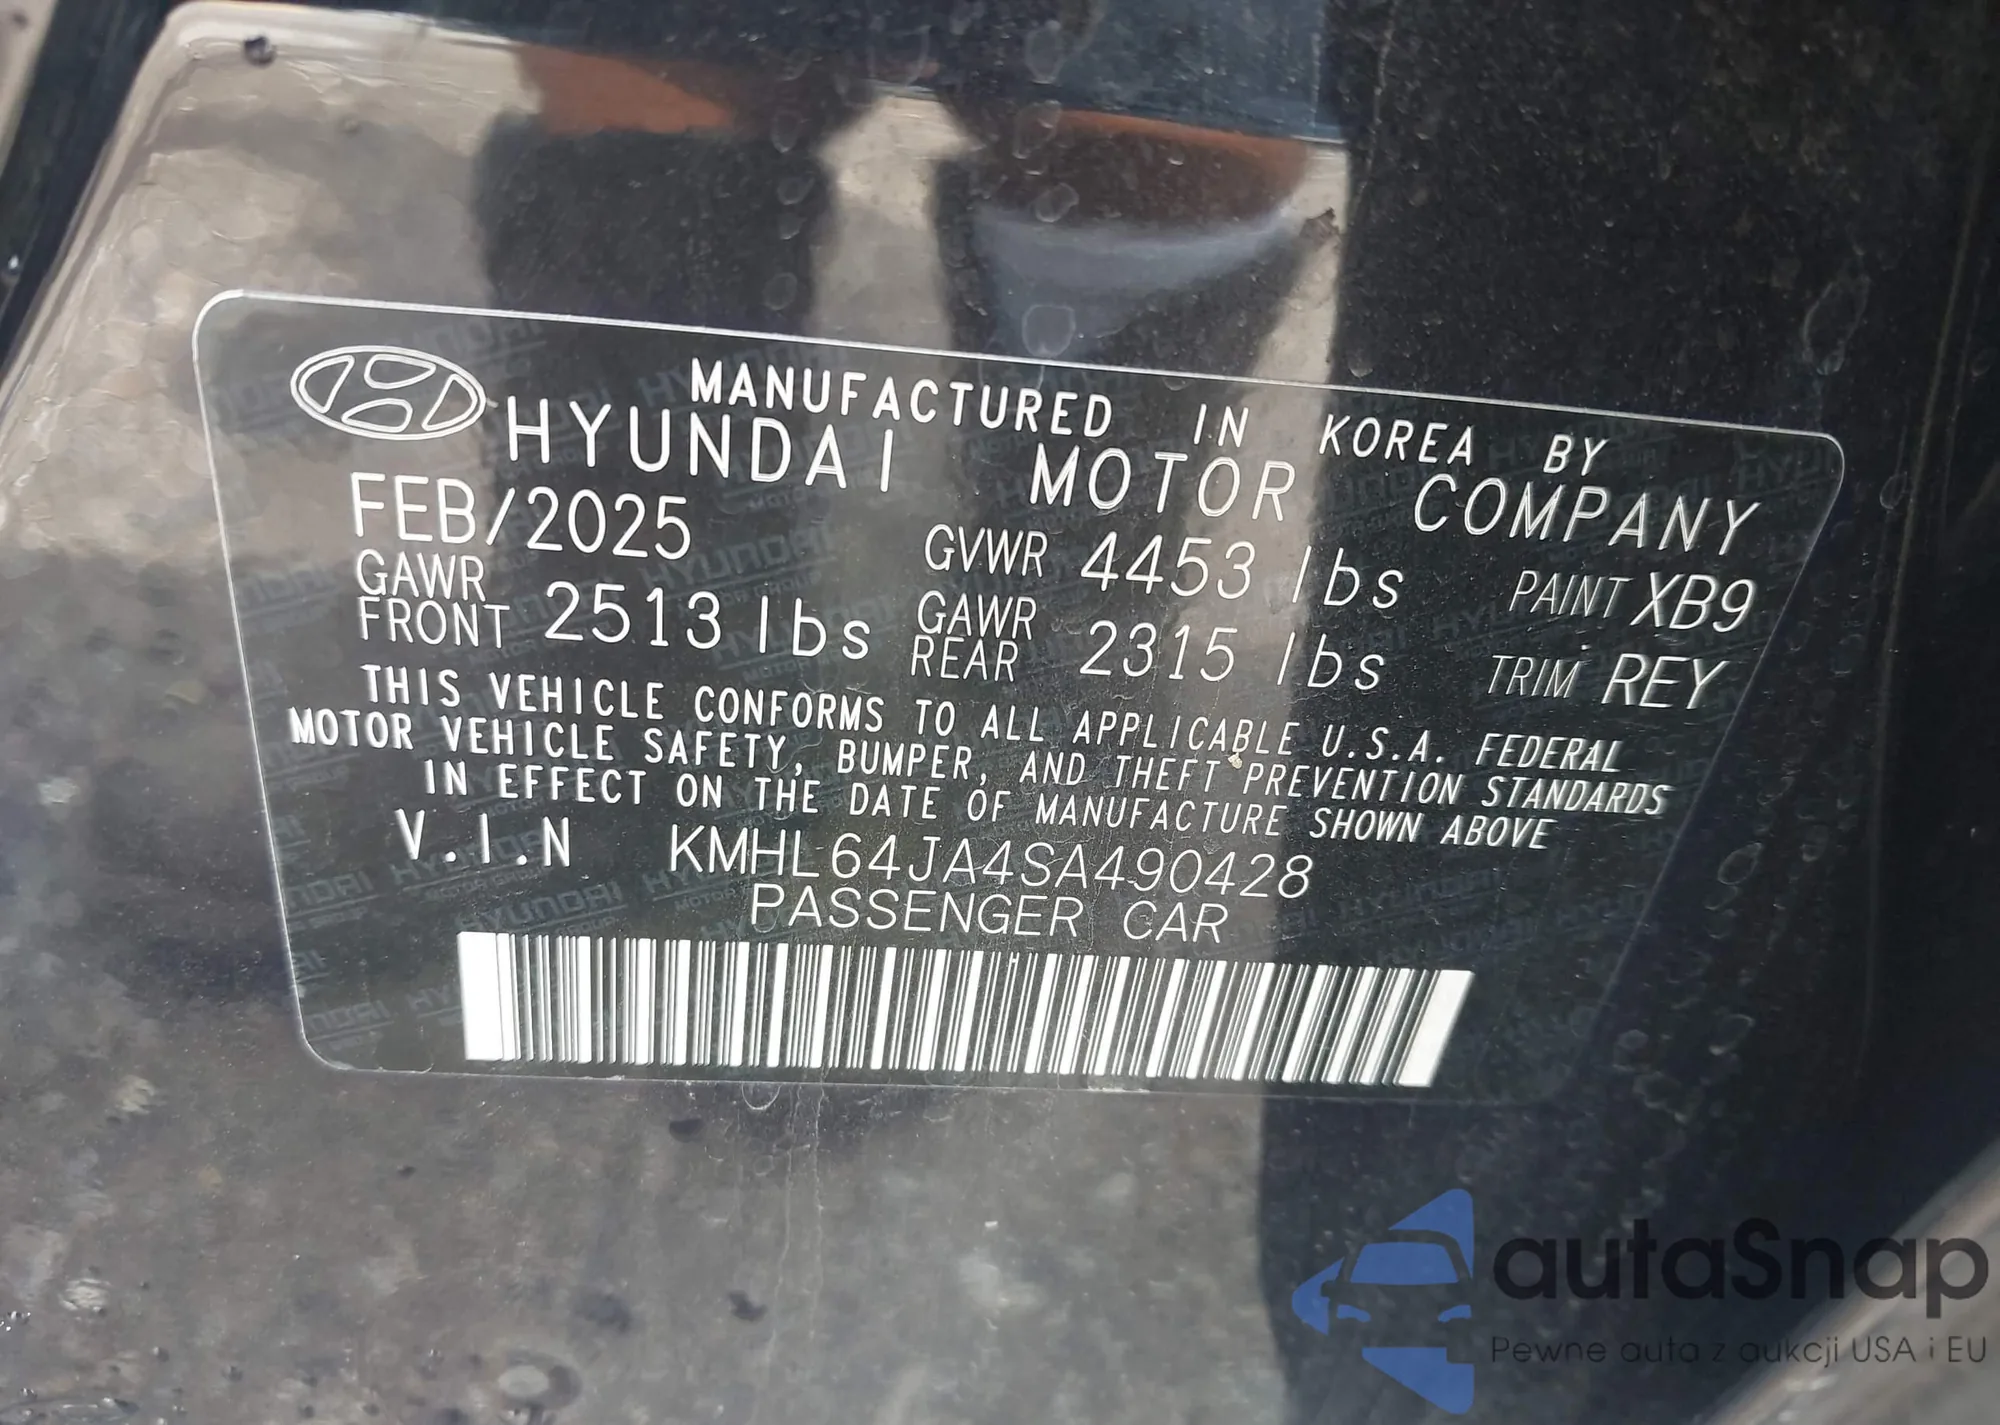 MANUFACTURED IN KOREA BY
HYUNDAI MOTOR COMPANY
FEB/2025 GVWR 4453 lbs PAINT XB9
GAWR FRONT 2513 lbs GAWR REAR 2315 lbs TRIM REY
THIS VEHICLE CONFORMS TO ALL APPLICABLE U.S.A. FEDERAL
MOTOR VEHICLE SAFETY, BUMPER, AND THEFT PREVENTION STANDARDS
IN EFFECT ON THE DATE OF MANUFACTURE SHOWN ABOVE
V.I.N KMHL64JA4SA490428
PASSENGER CAR
autaSnap
Pewne auta z aukcji USA i EU